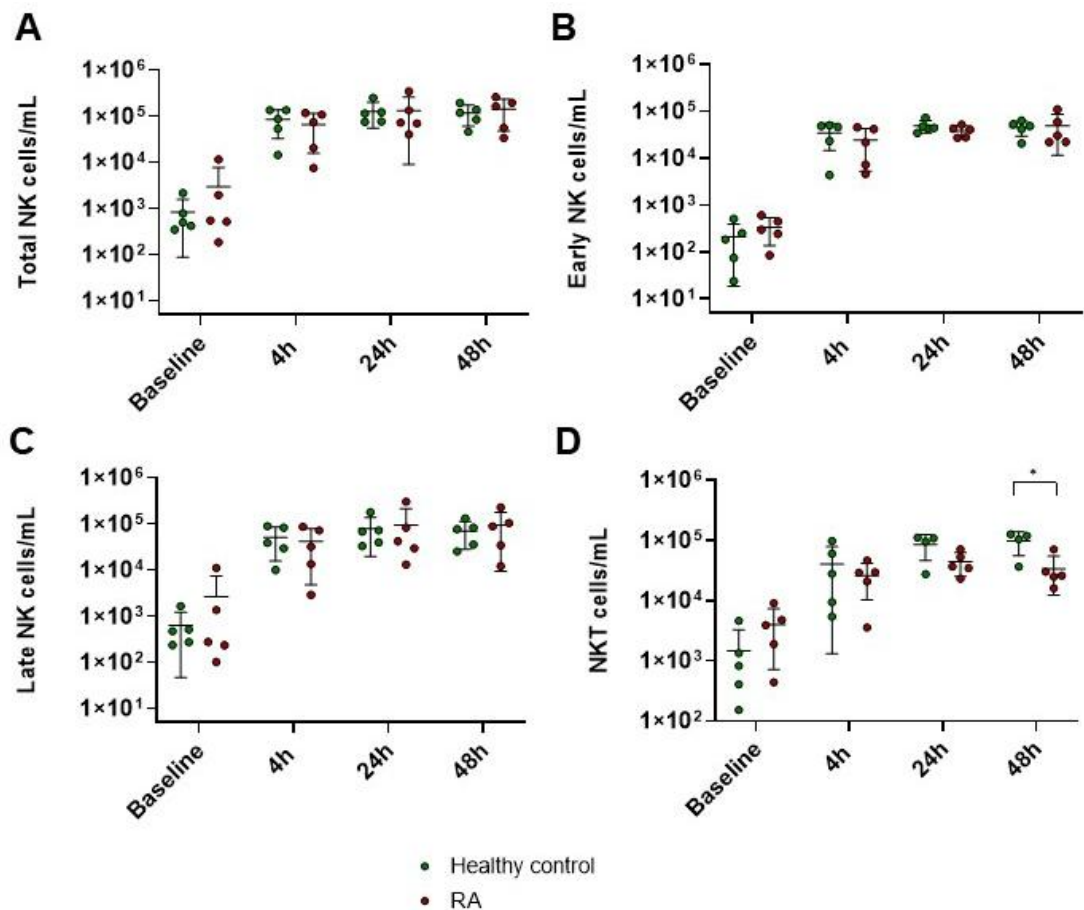 A
Total NK cells/mL
1×10⁶
1×10⁵
1×10⁴
1×10³
1×10²
1×10¹
Baseline
4h
24h
48h
B
Early NK cells/mL
1×10⁶
1×10⁵
1×10⁴
1×10³
1×10²
1×10¹
Baseline
4h
24h
48h
C
Late NK cells/mL
1×10⁶
1×10⁵
1×10⁴
1×10³
1×10²
1×10¹
Baseline
4h
24h
48h
D
NKT cells/mL
1×10⁶
1×10⁵
1×10⁴
1×10³
1×10²
*
Baseline
4h
24h
48h
Healthy control
RA